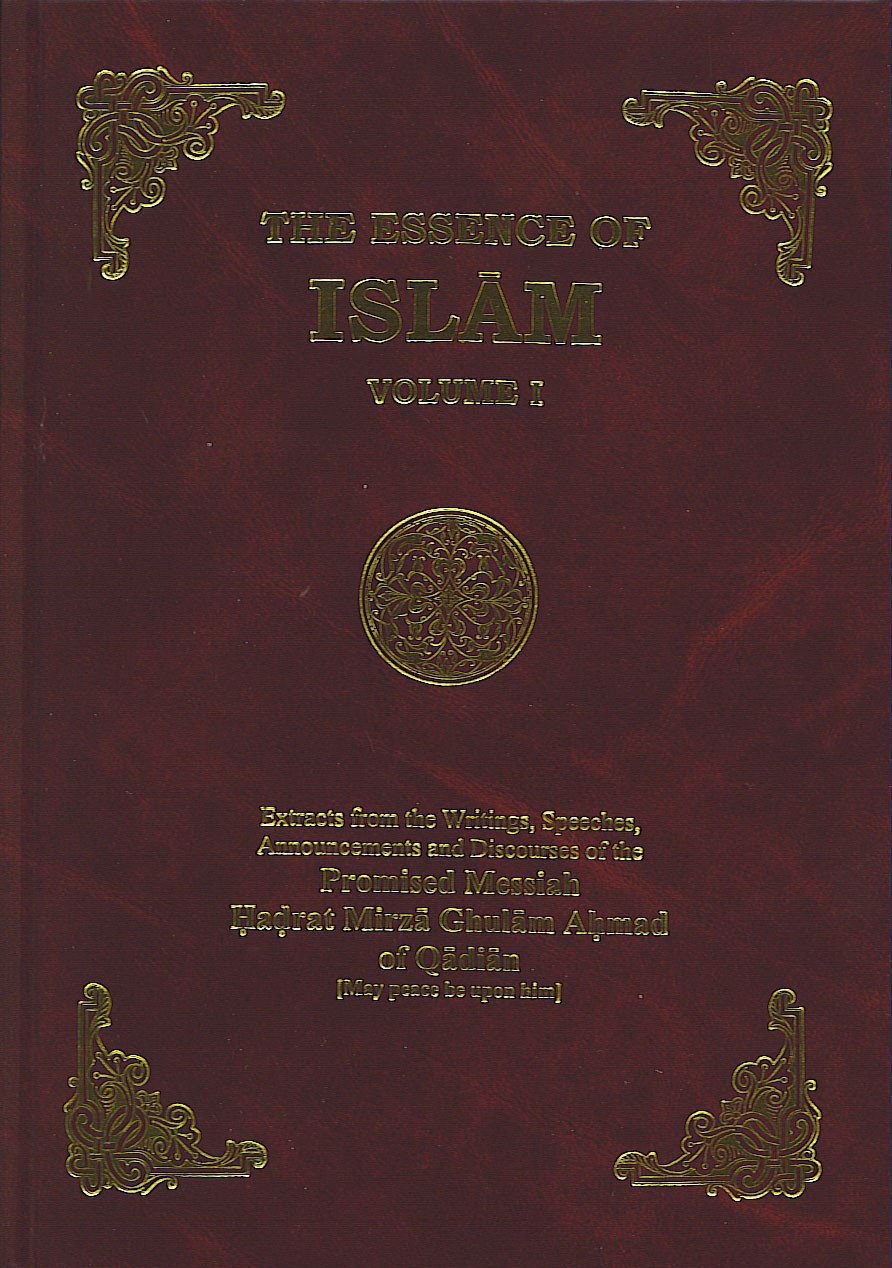 THE ESSENCE OF
ISLĀM
VOLUME I
Extracts from the Writings, Speeches,
Announcements and Discourses of the
Promised Messiah
Ḥaḍrat Mirzā Ghulām Aḥmad
of Qādiān
[May peace be upon him]